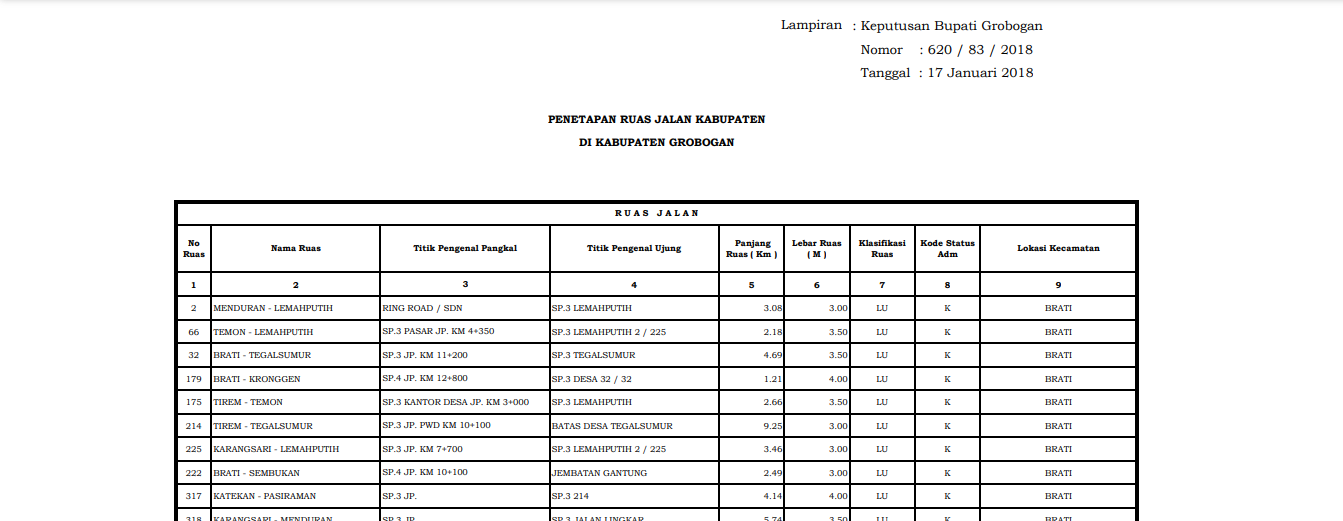 Lampiran : Keputusan Bupati Grobogan
Nomor : 620 / 83 / 2018
Tanggal : 17 Januari 2018
PENETAPAN RUAS JALAN KABUPATEN
DI KABUPATEN GROBOGAN
RUAS JALAN
No Ruas Nama Ruas Titik Pengenal Pangkal Titik Pengenal Ujung Panjang Ruas ( Km ) Lebar Ruas ( M ) Klasifikasi Ruas Kode Status Adm Lokasi Kecamatan
1 2 3 4 5 6 7 8 9
2 MENDURAN - LEMAHPUTIH RING ROAD / SDN SP.3 LEMAHPUTIH 3.08 3.00 LU K BRATI
66 TEMON - LEMAHPUTIH SP.3 PASAR JP. KM 4+350 SP.3 LEMAHPUTIH 2 / 225 2.18 3.50 LU K BRATI
32 BRATI - TEGALSUMUR SP.3 JP. KM 11+200 SP.3 TEGALSUMUR 4.69 3.50 LU K BRATI
179 BRATI - KRONGGEN SP.4 JP. KM 12+800 SP.3 DESA 32 / 32 1.21 4.00 LU K BRATI
175 TIREM - TEMON SP.3 KANTOR DESA JP. KM 3+000 SP.3 LEMAHPUTIH 2.66 3.50 LU K BRATI
214 TIREM - TEGALSUMUR SP.3 JP. PWD KM 10+100 BATAS DESA TEGALSUMUR 9.25 3.00 LU K BRATI
225 KARANGSARI - LEMAHPUTIH SP.3 JP. KM 7+700 SP.3 LEMAHPUTIH 2 / 225 3.46 3.00 LU K BRATI
222 BRATI - SEMBUKAN SP.4 JP. KM 10+100 JEMBATAN GANTUNG 2.49 3.00 LU K BRATI
317 KATEKAN - PASIRAMAN SP.3 JP. SP.3 214 4.14 4.00 LU K BRATI
318 KARANGSARI - MENDURAN SP.3 JP. SP.3 JALAN LINGKAR 5.74 3.50 LU K BRATI